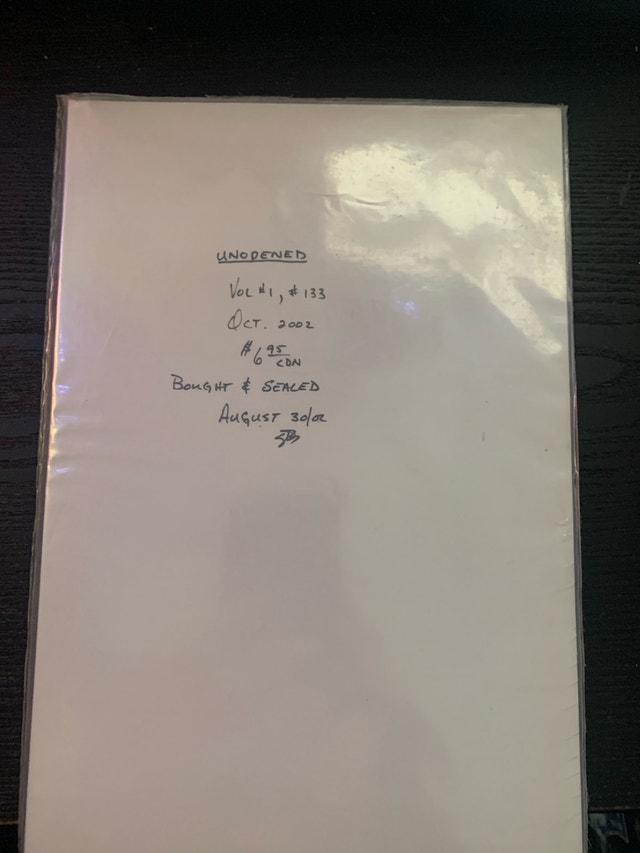 UNOPENED
VOL #1, #133
OCT. 2002
$6.95 CDN
BOUGHT & SEALED
AUGUST 30/02